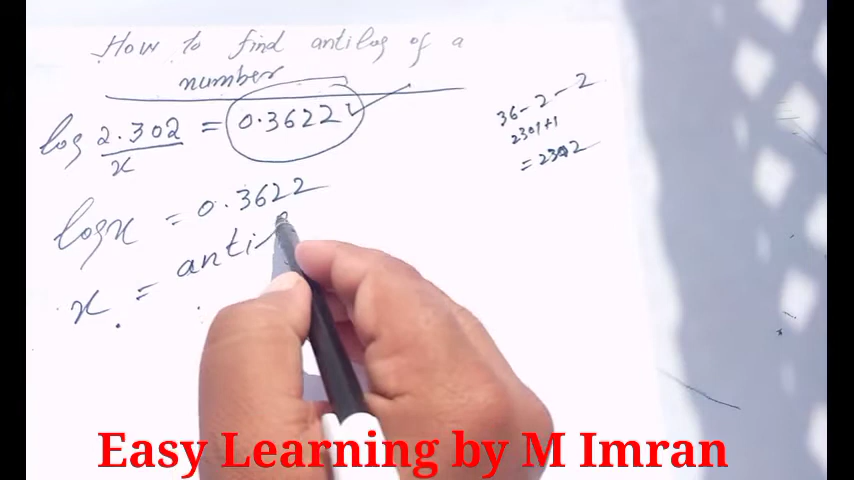 How to find antilog of a
number
log 2.302 = 0.3622
x
36-2-2
2301+1
= 2302
log x = 0.3622
x = anti
Easy Learning by M Imran